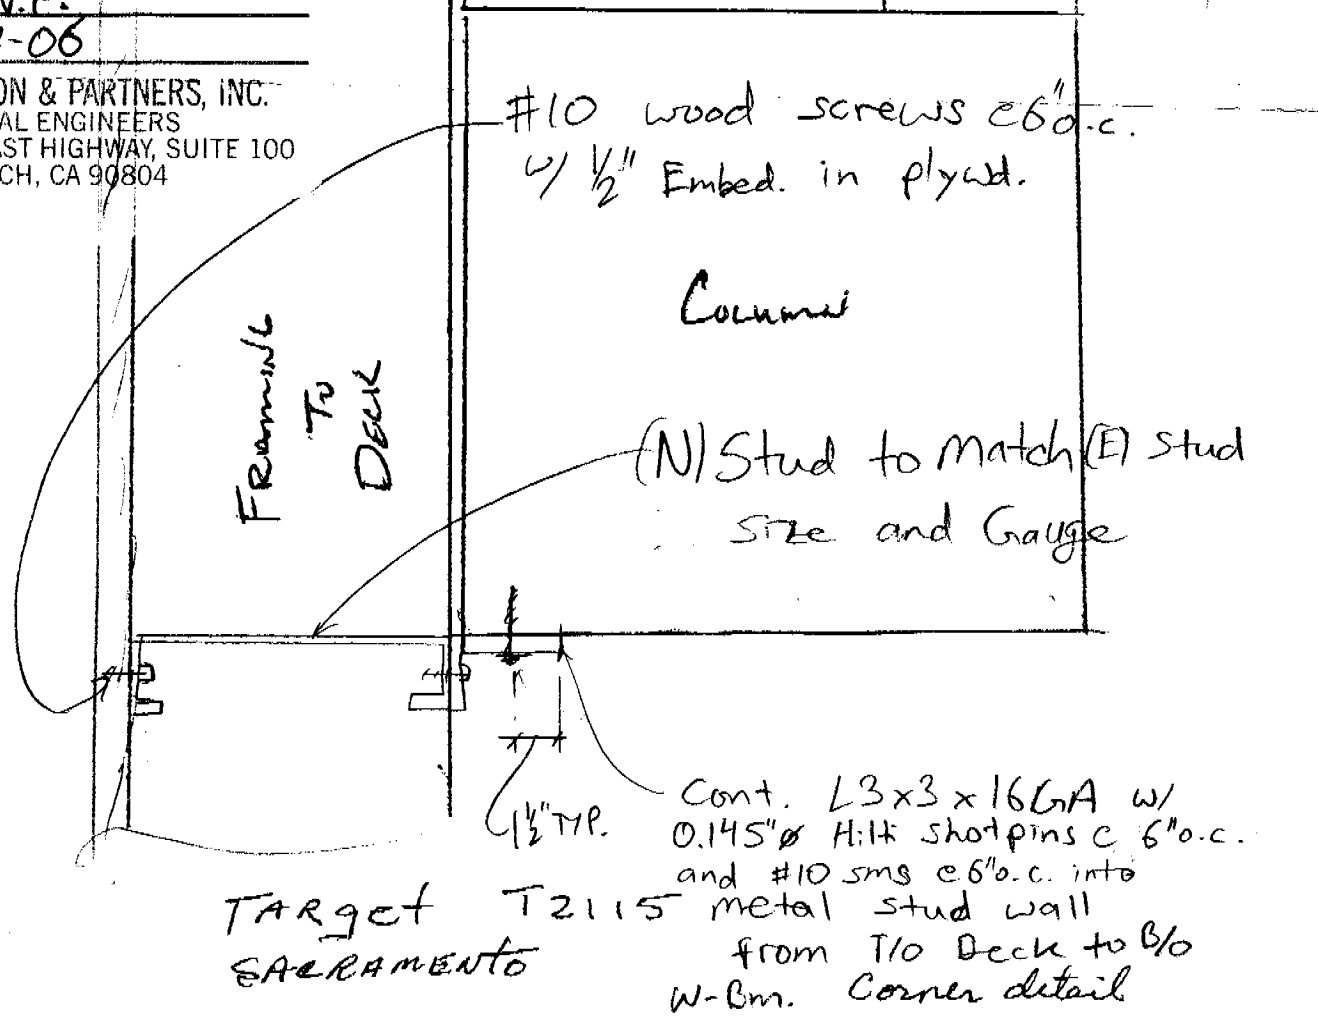 V.P.
-06
ON & PARTNERS, INC.
AL ENGINEERS
AST HIGHWAY, SUITE 100
CH, CA 90804
#10 wood screws @6" o.c.
w/ 1/2" Embed. in plywd.
Column
FRAMING
TO
DECK
(N) Stud to Match (E) Stud
size and Gauge
1 1/2" TYP.
Cont. L3x3x16GA w/
0.145"ø Hilti shotpins @ 6"o.c.
and #10 sms @6"o.c. into
metal stud wall
from T/O Deck to B/O
W-Bm. Corner detail
TARget T2115
SACRAMENTO